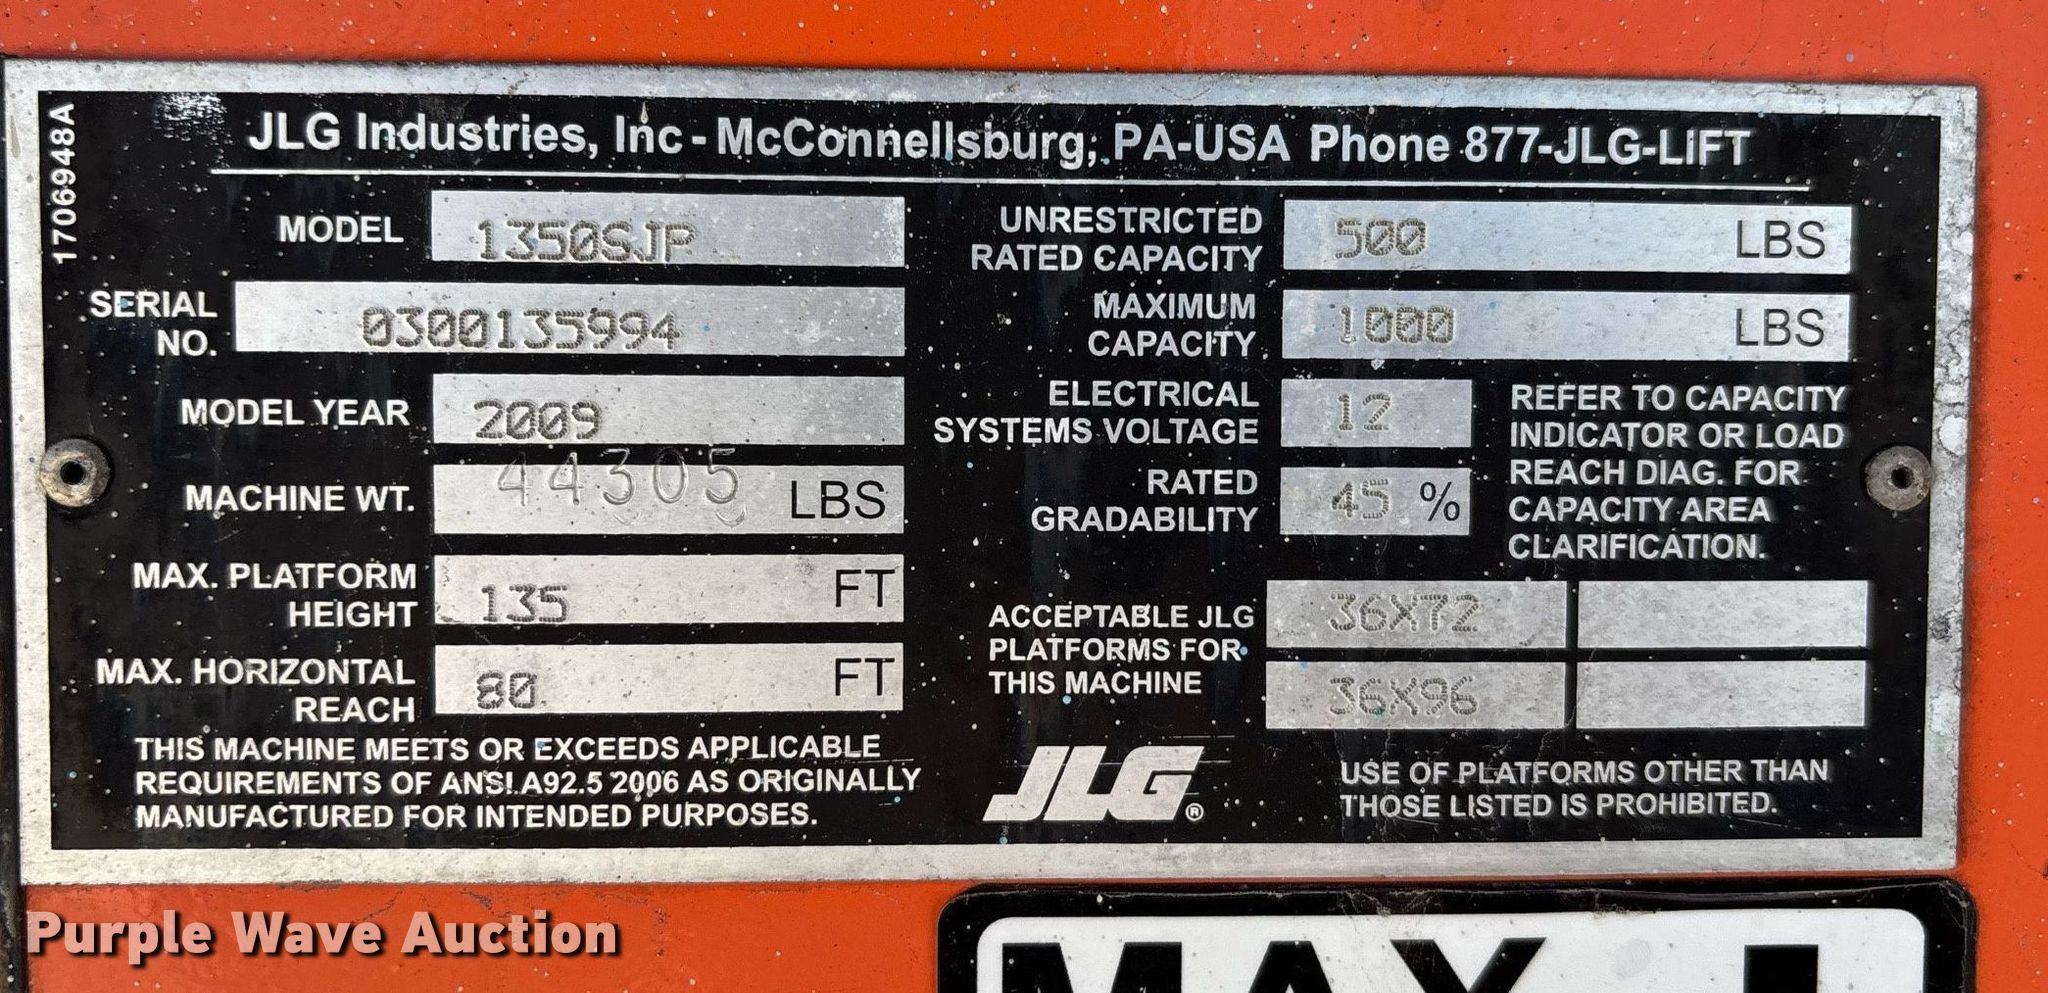 1706948A
JLG Industries, Inc - McConnellsburg, PA-USA Phone 877-JLG-LIFT
MODEL 1350SJP
SERIAL NO. 0300135994
MODEL YEAR 2009
MACHINE WT. 44305 LBS
MAX. PLATFORM HEIGHT 135 FT
MAX. HORIZONTAL REACH 80 FT
THIS MACHINE MEETS OR EXCEEDS APPLICABLE
REQUIREMENTS OF ANSI A92.5 2006 AS ORIGINALLY
MANUFACTURED FOR INTENDED PURPOSES.
UNRESTRICTED RATED CAPACITY 500 LBS
MAXIMUM CAPACITY 1000 LBS
ELECTRICAL SYSTEMS VOLTAGE 12
RATED GRADABILITY 45 %
REFER TO CAPACITY
INDICATOR OR LOAD
REACH DIAG. FOR
CAPACITY AREA
CLARIFICATION.
ACCEPTABLE JLG
PLATFORMS FOR
THIS MACHINE
36X72
36X96
JLG®
USE OF PLATFORMS OTHER THAN
THOSE LISTED IS PROHIBITED.
Purple Wave Auction
MAX